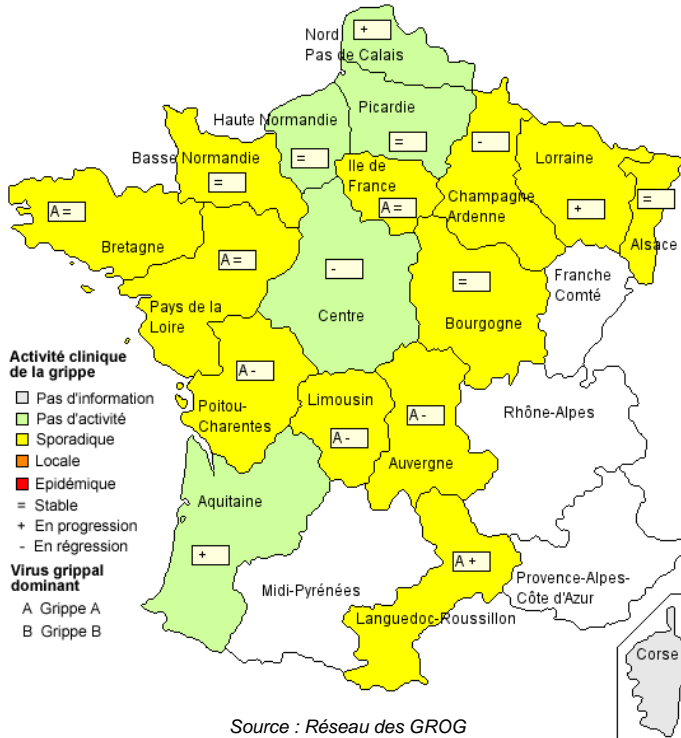 +
Nord
Pas de Calais
Haute Normandie
Picardie
=
=
-
Basse Normandie
=
Ile de
France
A =
Champagne
Ardenne
Lorraine
+
=
Alsace
A =
Bretagne
A =
Pays de la
Loire
-
Centre
=
Bourgogne
Franche
Comté
Activité clinique
de la grippe
Pas d'information
Pas d'activité
Sporadique
Locale
Epidémique
= Stable
+ En progression
- En régression
Virus grippal
dominant
A Grippe A
B Grippe B
A -
Poitou-
Charentes
Limousin
A -
A -
Auvergne
Rhône-Alpes
Aquitaine
+
Midi-Pyrénées
A +
Languedoc-Roussillon
Provence-Alpes-
Côte d'Azur
Corse
Source : Réseau des GROG